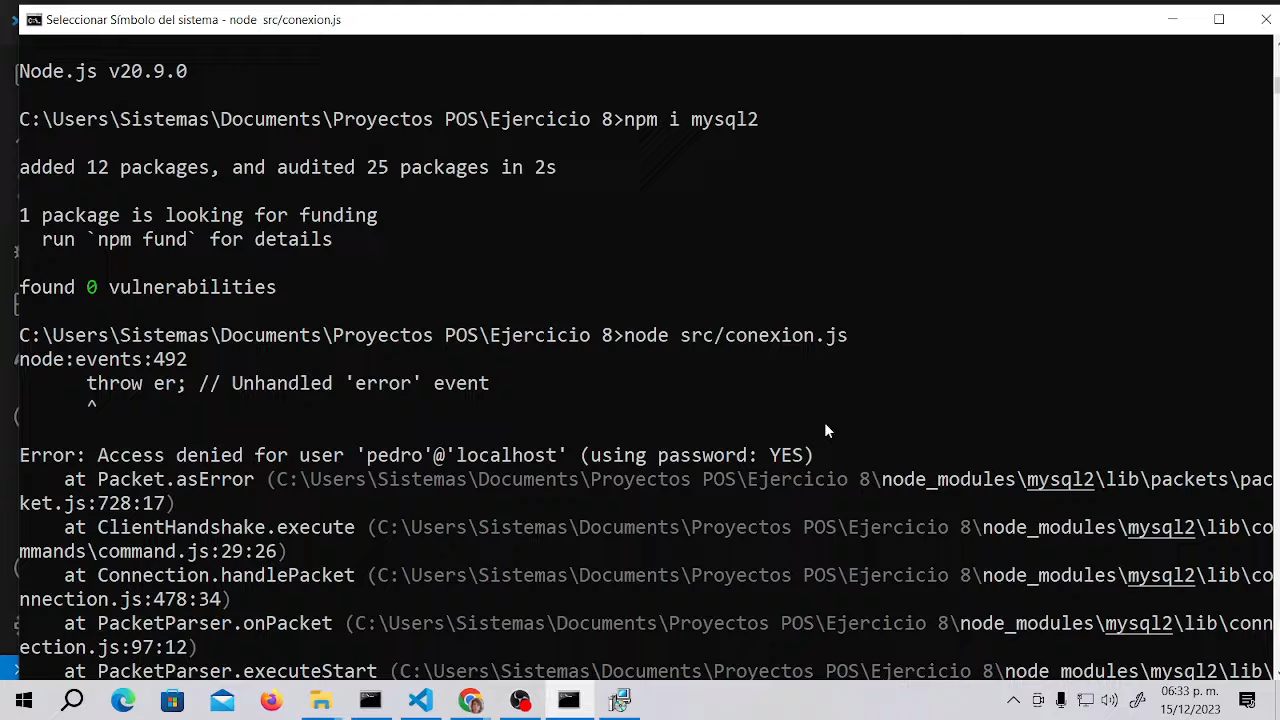 Seleccionar Símbolo del sistema - node  src/conexion.js
Node.js v20.9.0
C:\Users\Sistemas\Documents\Proyectos POS\Ejercicio 8>npm i mysql2
added 12 packages, and audited 25 packages in 2s
1 package is looking for funding
  run `npm fund` for details
found 0 vulnerabilities
C:\Users\Sistemas\Documents\Proyectos POS\Ejercicio 8>node src/conexion.js
node:events:492
      throw er; // Unhandled 'error' event
      ^
Error: Access denied for user 'pedro'@'localhost' (using password: YES)
    at Packet.asError (C:\Users\Sistemas\Documents\Proyectos POS\Ejercicio 8\node_modules\mysql2\lib\packets\pac
ket.js:728:17)
    at ClientHandshake.execute (C:\Users\Sistemas\Documents\Proyectos POS\Ejercicio 8\node_modules\mysql2\lib\co
mmands\command.js:29:26)
    at Connection.handlePacket (C:\Users\Sistemas\Documents\Proyectos POS\Ejercicio 8\node_modules\mysql2\lib\co
nnection.js:478:34)
    at PacketParser.onPacket (C:\Users\Sistemas\Documents\Proyectos POS\Ejercicio 8\node_modules\mysql2\lib\conn
ection.js:97:12)
    at PacketParser.executeStart (C:\Users\Sistemas\Documents\Proyectos POS\Ejercicio 8\node_modules\mysql2\lib\
06:33 p. m.
15/12/2023